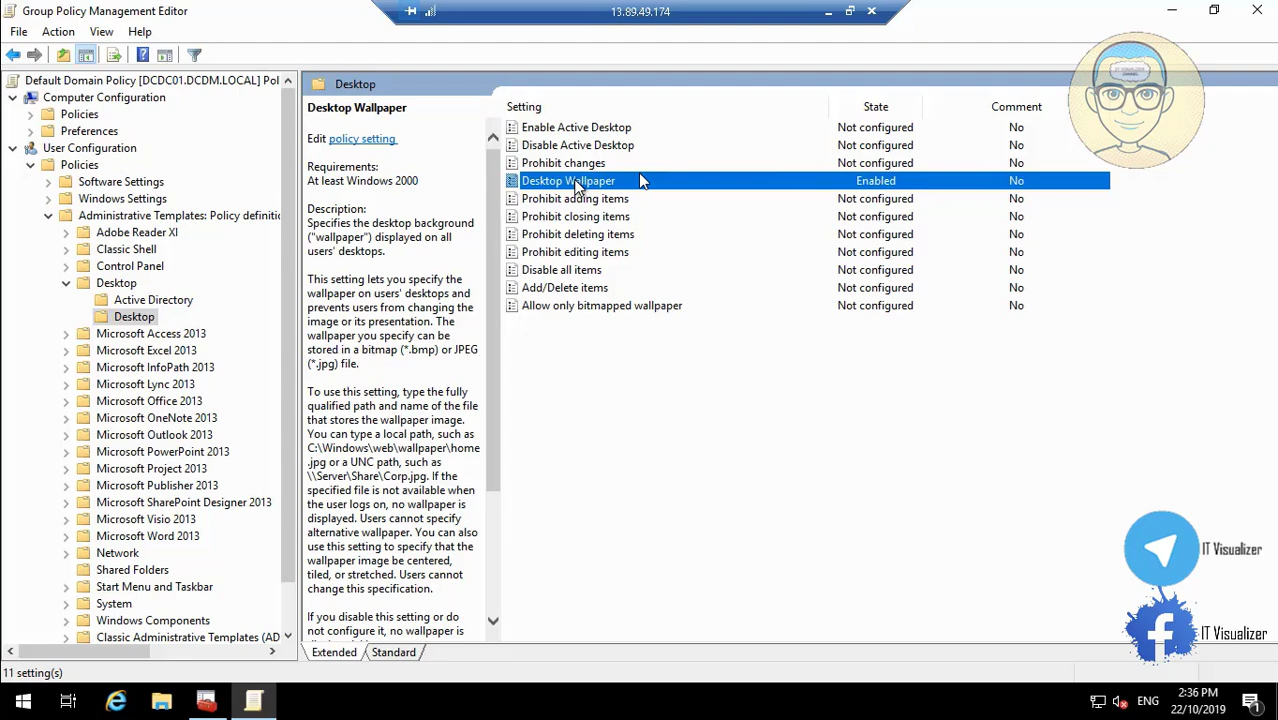 Group Policy Management Editor
13.89.49.174
File Action View Help
Default Domain Policy [DCDC01.DCDM.LOCAL] Pol
Computer Configuration
Policies
Preferences
User Configuration
Policies
Software Settings
Windows Settings
Administrative Templates: Policy definitio
Adobe Reader XI
Classic Shell
Control Panel
Desktop
Active Directory
Desktop
Microsoft Access 2013
Microsoft Excel 2013
Microsoft InfoPath 2013
Microsoft Lync 2013
Microsoft Office 2013
Microsoft OneNote 2013
Microsoft Outlook 2013
Microsoft PowerPoint 2013
Microsoft Project 2013
Microsoft Publisher 2013
Microsoft SharePoint Designer 2013
Microsoft Visio 2013
Microsoft Word 2013
Network
Shared Folders
Start Menu and Taskbar
System
Windows Components
Classic Administrative Templates (AD
Desktop
Desktop Wallpaper
Edit policy setting
Requirements:
At least Windows 2000
Description:
Specifies the desktop background
("wallpaper") displayed on all
users' desktops.
This setting lets you specify the
wallpaper on users' desktops and
prevents users from changing the
image or its presentation. The
wallpaper you specify can be
stored in a bitmap (*.bmp) or JPEG
(*.jpg) file.
To use this setting, type the fully
qualified path and name of the file
that stores the wallpaper image.
You can type a local path, such as
C:\Windows\web\wallpaper\home
.jpg or a UNC path, such as
\\Server\Share\Corp.jpg. If the
specified file is not available when
the user logs on, no wallpaper is
displayed. Users cannot specify
alternative wallpaper. You can also
use this setting to specify that the
wallpaper image be centered,
tiled, or stretched. Users cannot
change this specification.
If you disable this setting or do
not configure it, no wallpaper is
Setting State Comment
Enable Active Desktop Not configured No
Disable Active Desktop Not configured No
Prohibit changes Not configured No
Desktop Wallpaper Enabled No
Prohibit adding items Not configured No
Prohibit closing items Not configured No
Prohibit deleting items Not configured No
Prohibit editing items Not configured No
Disable all items Not configured No
Add/Delete items Not configured No
Allow only bitmapped wallpaper Not configured No
IT VISUALIZER
CHANNEL
IT Visualizer
IT Visualizer
Extended Standard
11 setting(s)
ENG
2:36 PM
22/10/2019
1